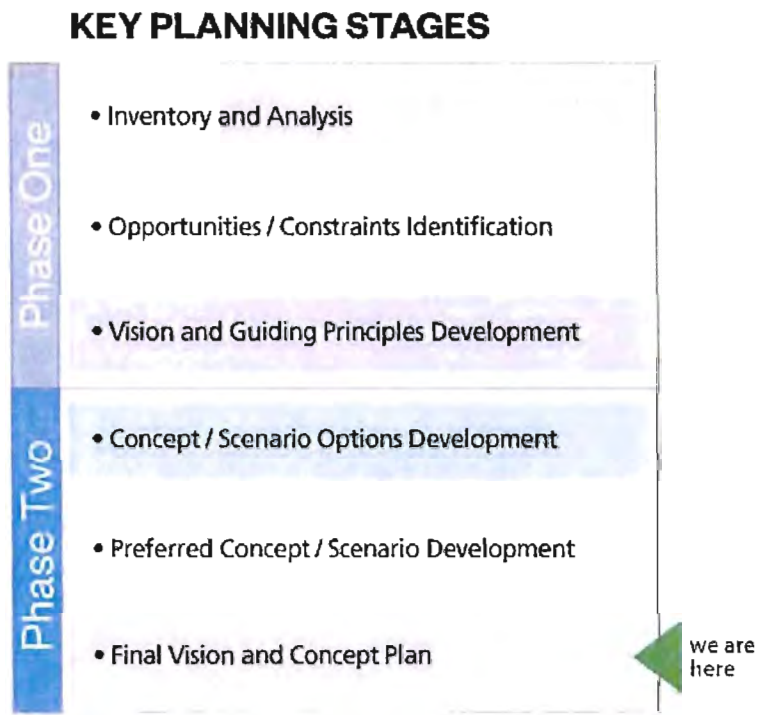 KEY PLANNING STAGES
Phase One
• Inventory and Analysis
• Opportunities / Constraints Identification
• Vision and Guiding Principles Development
Phase Two
• Concept / Scenario Options Development
• Preferred Concept / Scenario Development
• Final Vision and Concept Plan
we are
here